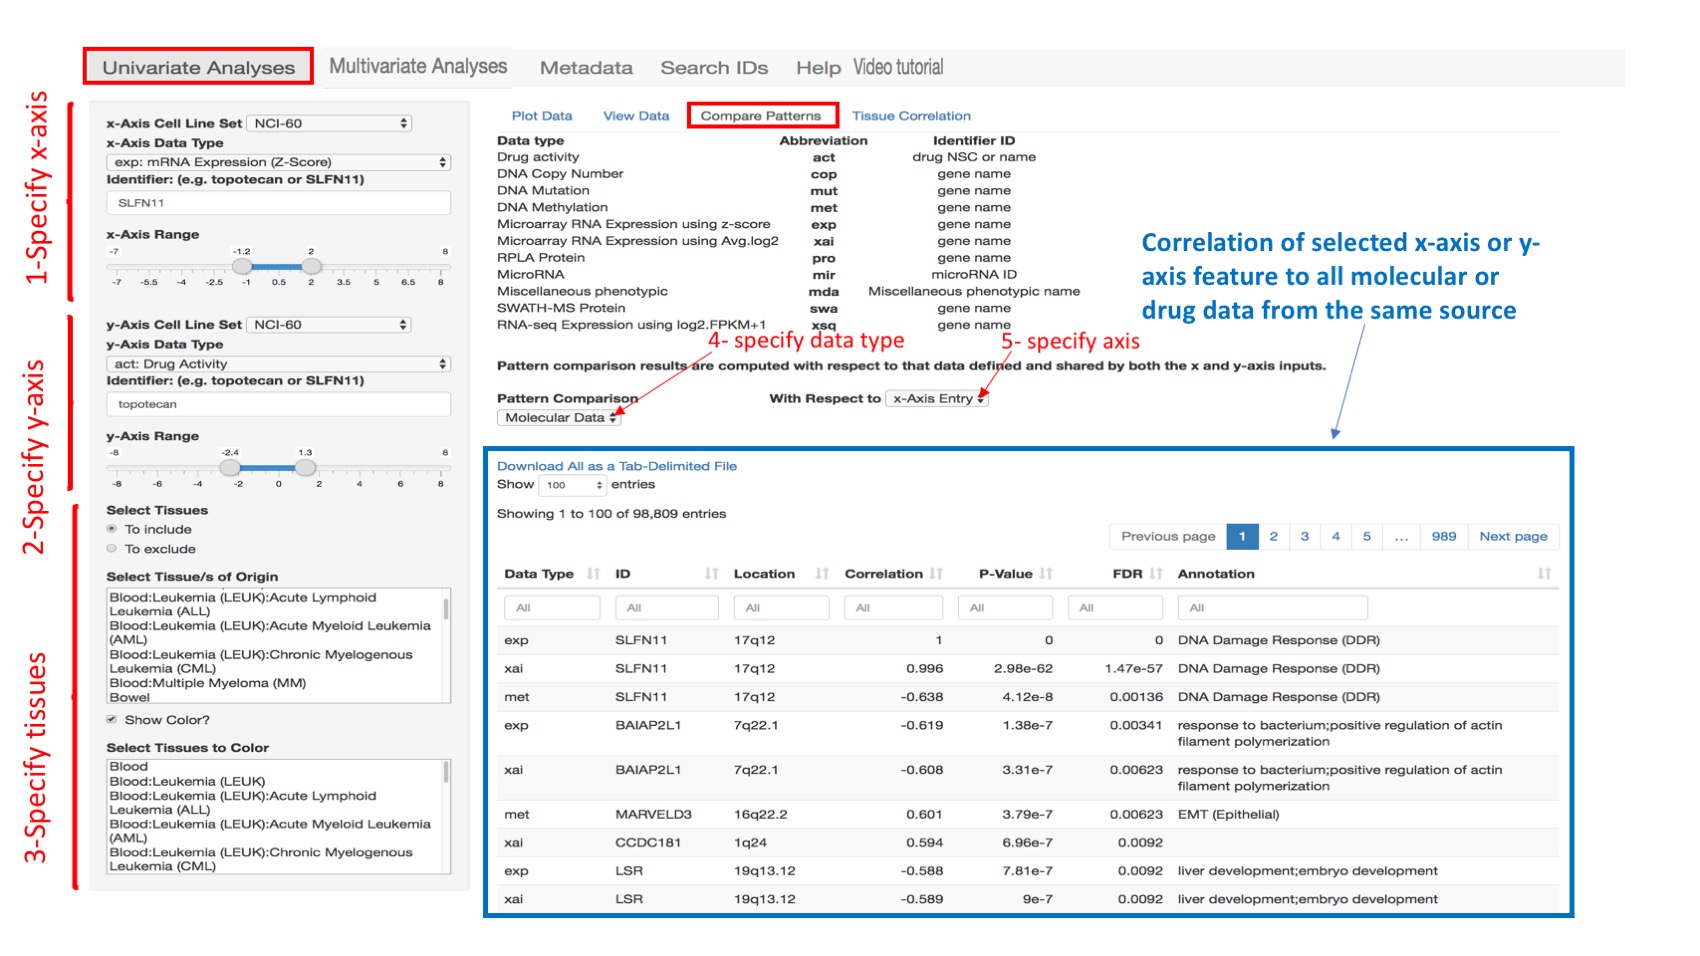 Univariate Analyses Multivariate Analyses Metadata Search IDs Help Video tutorial
1-Specify x-axis
x-Axis Cell Line Set NCI-60
x-Axis Data Type
exp: mRNA Expression (Z-Score)
Identifier: (e.g. topotecan or SLFN11)
SLFN11
x-Axis Range
-7 -1.2 2 8
-7 -5.5 -4 -2.5 -1 0.5 2 3.5 5 6.5 8
2-Specify y-axis
y-Axis Cell Line Set NCI-60
y-Axis Data Type
act: Drug Activity
Identifier: (e.g. topotecan or SLFN11)
topotecan
y-Axis Range
-8 -2.4 1.3 8
-8 -6 -4 -2 0 2 4 6 8
3-Specify tissues
Select Tissues
To include
To exclude
Select Tissue/s of Origin
Blood:Leukemia (LEUK):Acute Lymphoid
Leukemia (ALL)
Blood:Leukemia (LEUK):Acute Myeloid Leukemia
(AML)
Blood:Leukemia (LEUK):Chronic Myelogenous
Leukemia (CML)
Blood:Multiple Myeloma (MM)
Bowel
Show Color?
Select Tissues to Color
Blood
Blood:Leukemia (LEUK)
Blood:Leukemia (LEUK):Acute Lymphoid
Leukemia (ALL)
Blood:Leukemia (LEUK):Acute Myeloid Leukemia
(AML)
Blood:Leukemia (LEUK):Chronic Myelogenous
Leukemia (CML)
Plot Data View Data Compare Patterns Tissue Correlation
Data type Abbreviation Identifier ID
Drug activity act drug NSC or name
DNA Copy Number cop gene name
DNA Mutation mut gene name
DNA Methylation met gene name
Microarray RNA Expression using z-score exp gene name
Microarray RNA Expression using Avg.log2 xai gene name
RPLA Protein pro gene name
MicroRNA mir microRNA ID
Miscellaneous phenotypic mda Miscellaneous phenotypic name
SWATH-MS Protein swa gene name
RNA-seq Expression using log2.FPKM+1 xsq gene name
Correlation of selected x-axis or y-
axis feature to all molecular or
drug data from the same source
4- specify data type 5- specify axis
Pattern comparison results are computed with respect to that data defined and shared by both the x and y-axis inputs.
Pattern Comparison With Respect to x-Axis Entry
Molecular Data
Download All as a Tab-Delimited File
Show 100 entries
Showing 1 to 100 of 98,809 entries
Previous page 1 2 3 4 5 ... 989 Next page
Data Type ID Location Correlation P-Value FDR Annotation
All All All All All All All
exp SLFN11 17q12 1 0 0 DNA Damage Response (DDR)
xai SLFN11 17q12 0.996 2.98e-62 1.47e-57 DNA Damage Response (DDR)
met SLFN11 17q12 -0.638 4.12e-8 0.00136 DNA Damage Response (DDR)
exp BAIAP2L1 7q22.1 -0.619 1.38e-7 0.00341 response to bacterium;positive regulation of actin
filament polymerization
xai BAIAP2L1 7q22.1 -0.608 3.31e-7 0.00623 response to bacterium;positive regulation of actin
filament polymerization
met MARVELD3 16q22.2 0.601 3.79e-7 0.00623 EMT (Epithelial)
xai CCDC181 1q24 0.594 6.96e-7 0.0092
exp LSR 19q13.12 -0.588 7.81e-7 0.0092 liver development;embryo development
xai LSR 19q13.12 -0.589 9e-7 0.0092 liver development;embryo development